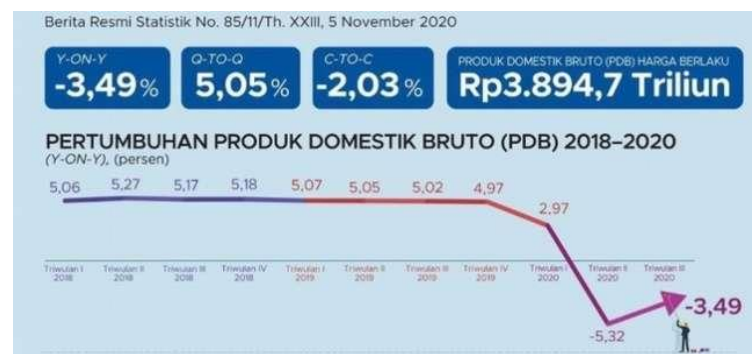 Berita Resmi Statistik No. 85/11/Th. XXIII, 5 November 2020
Y-ON-Y
-3,49%
Q-TO-Q
5,05%
C-TO-C
-2,03%
PRODUK DOMESTIK BRUTO (PDB) HARGA BERLAKU
Rp3.894,7 Triliun
PERTUMBUHAN PRODUK DOMESTIK BRUTO (PDB) 2018–2020
(Y-ON-Y), (persen)
5,06 5,27 5,17 5,18 5,07 5,05 5,02 4,97 2,97
Triwulan I Triwulan II Triwulan III Triwulan IV Triwulan I Triwulan II Triwulan III Triwulan IV Triwulan I Triwulan II Triwulan III
2018 2018 2018 2018 2019 2019 2019 2019 2020 2020 2020
-3,49
-5,32